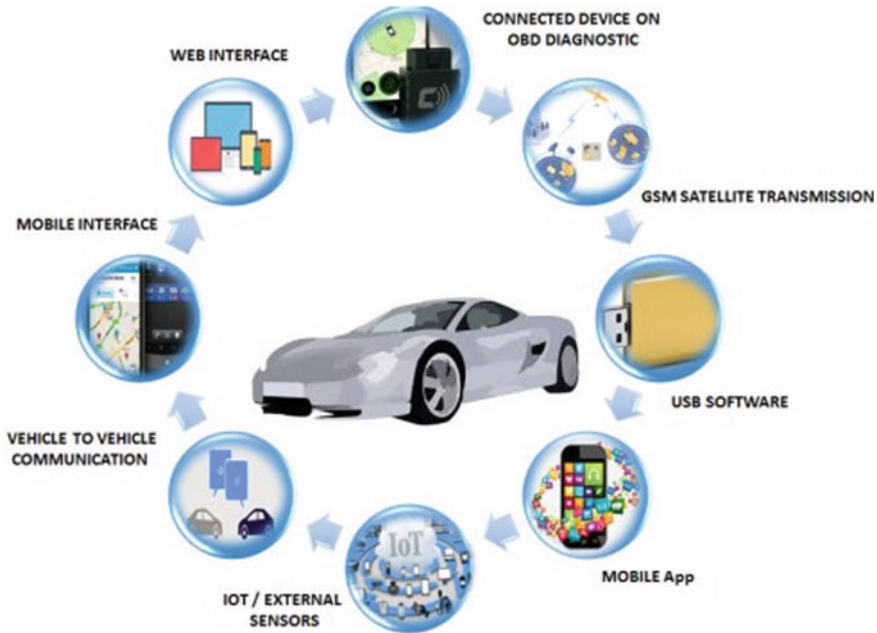 CONNECTED DEVICE ON
OBD DIAGNOSTIC
WEB INTERFACE
GSM SATELLITE TRANSMISSION
MOBILE INTERFACE
USB SOFTWARE
VEHICLE TO VEHICLE
COMMUNICATION
IoT
MOBILE App
IOT / EXTERNAL
SENSORS